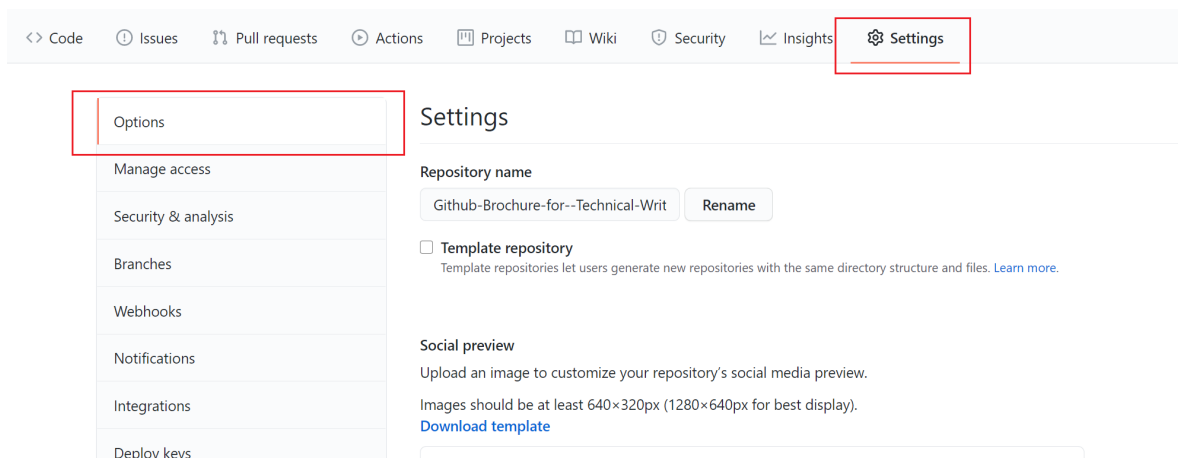 Code Issues Pull requests Actions Projects Wiki Security Insights Settings
Options
Manage access
Security & analysis
Branches
Webhooks
Notifications
Integrations
Deploy keys
Settings
Repository name
Github-Brochure-for--Technical-Writ Rename
Template repository
Template repositories let users generate new repositories with the same directory structure and files. Learn more.
Social preview
Upload an image to customize your repository's social media preview.
Images should be at least 640×320px (1280×640px for best display).
Download template